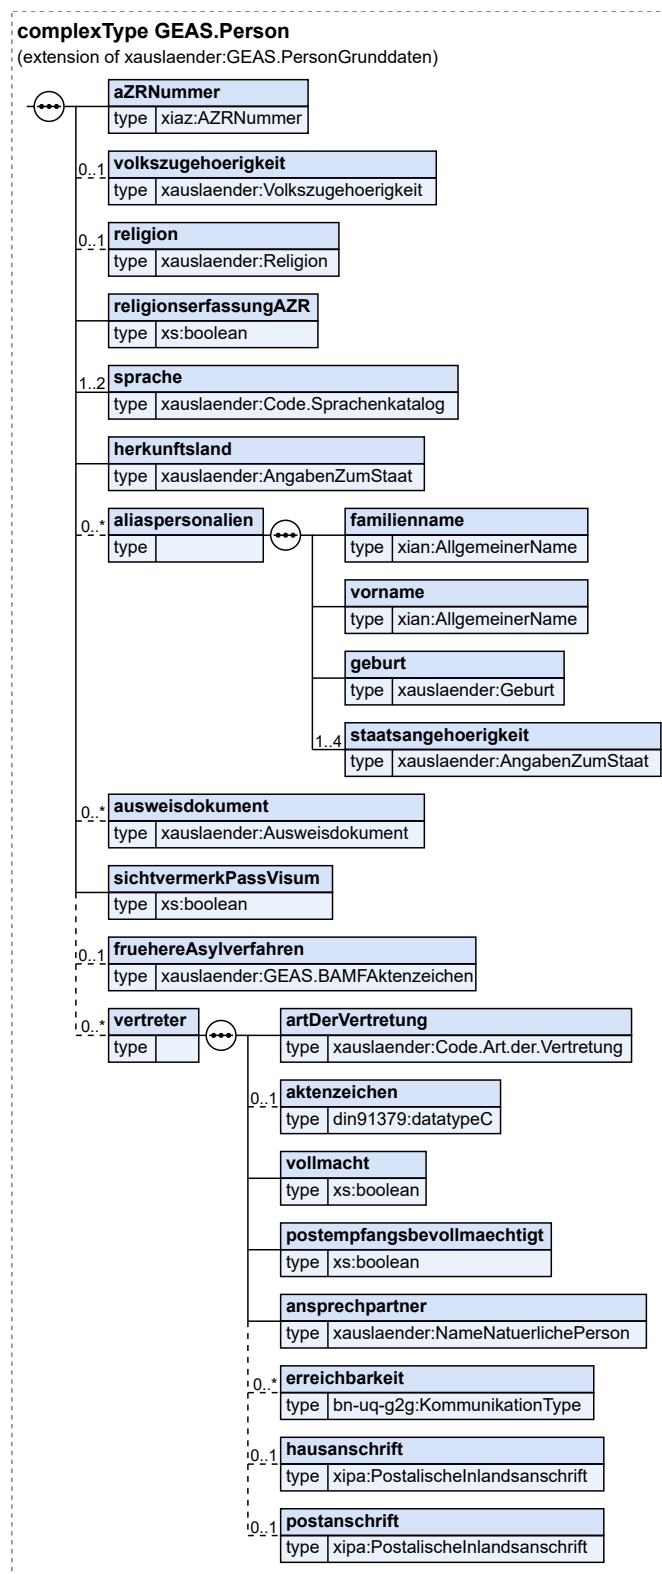 complexType GEAS.Person
(extension of xauslaender:GEAS.PersonGrunddaten)
aZRNummer
type xiaz:AZRNummer
0..1 volkszugehoerigkeit
type xauslaender:Volkszugehoerigkeit
0..1 religion
type xauslaender:Religion
religionserfassungAZR
type xs:boolean
1..2 sprache
type xauslaender:Code.Sprachenkatalog
herkunftsland
type xauslaender:AngabenZumStaat
0..* aliaspersonalien
type
familienname
type xian:AllgemeinerName
vorname
type xian:AllgemeinerName
geburt
type xauslaender:Geburt
1..4 staatsangehoerigkeit
type xauslaender:AngabenZumStaat
0..* ausweisdokument
type xauslaender:Ausweisdokument
sichtvermerkPassVisum
type xs:boolean
0..1 fruehereAsylverfahren
type xauslaender:GEAS.BAMFAktenzeichen
0..* vertreter
type
artDerVertretung
type xauslaender:Code.Art.der.Vertretung
0..1 aktenzeichen
type din91379:datatypeC
vollmacht
type xs:boolean
postempfangsbevollmaechtigt
type xs:boolean
ansprechpartner
type xauslaender:NameNatuerlichePerson
0..* erreichbarkeit
type bn-uq-g2g:KommunikationType
0..1 hausanschrift
type xipa:PostalischeInlandsanschrift
0..1 postanschrift
type xipa:PostalischeInlandsanschrift